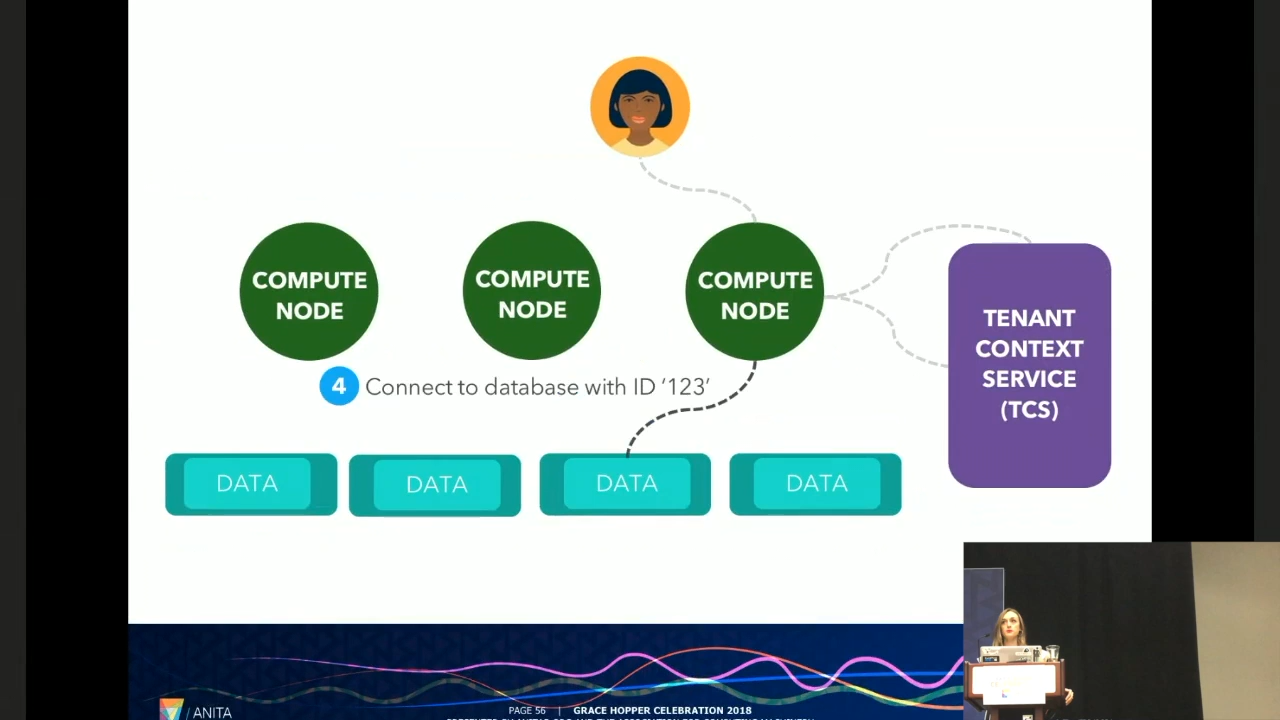 COMPUTE
NODE
COMPUTE
NODE
COMPUTE
NODE
TENANT
CONTEXT
SERVICE
(TCS)
4 Connect to database with ID ‘123’
DATA
DATA
DATA
DATA
/ ANITA
PAGE 56 | GRACE HOPPER CELEBRATION 2018